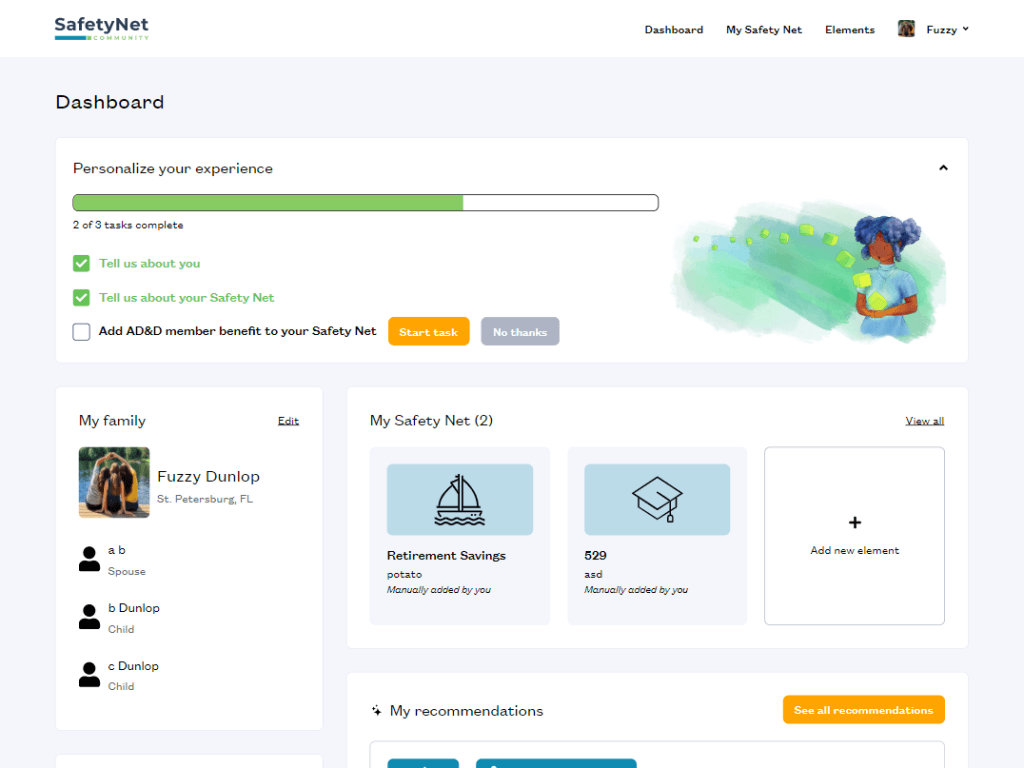 SafetyNet
COMMUNITY
Dashboard
My Safety Net
Elements
Fuzzy
Dashboard
Personalize your experience
2 of 3 tasks complete
Tell us about you
Tell us about your Safety Net
Add AD&D member benefit to your Safety Net
Start task
No thanks
My family
Edit
Fuzzy Dunlop
St. Petersburg, FL
a b
Spouse
b Dunlop
Child
c Dunlop
Child
My Safety Net (2)
View all
Retirement Savings
potato
Manually added by you
529
asd
Manually added by you
+
Add new element
My recommendations
See all recommendations